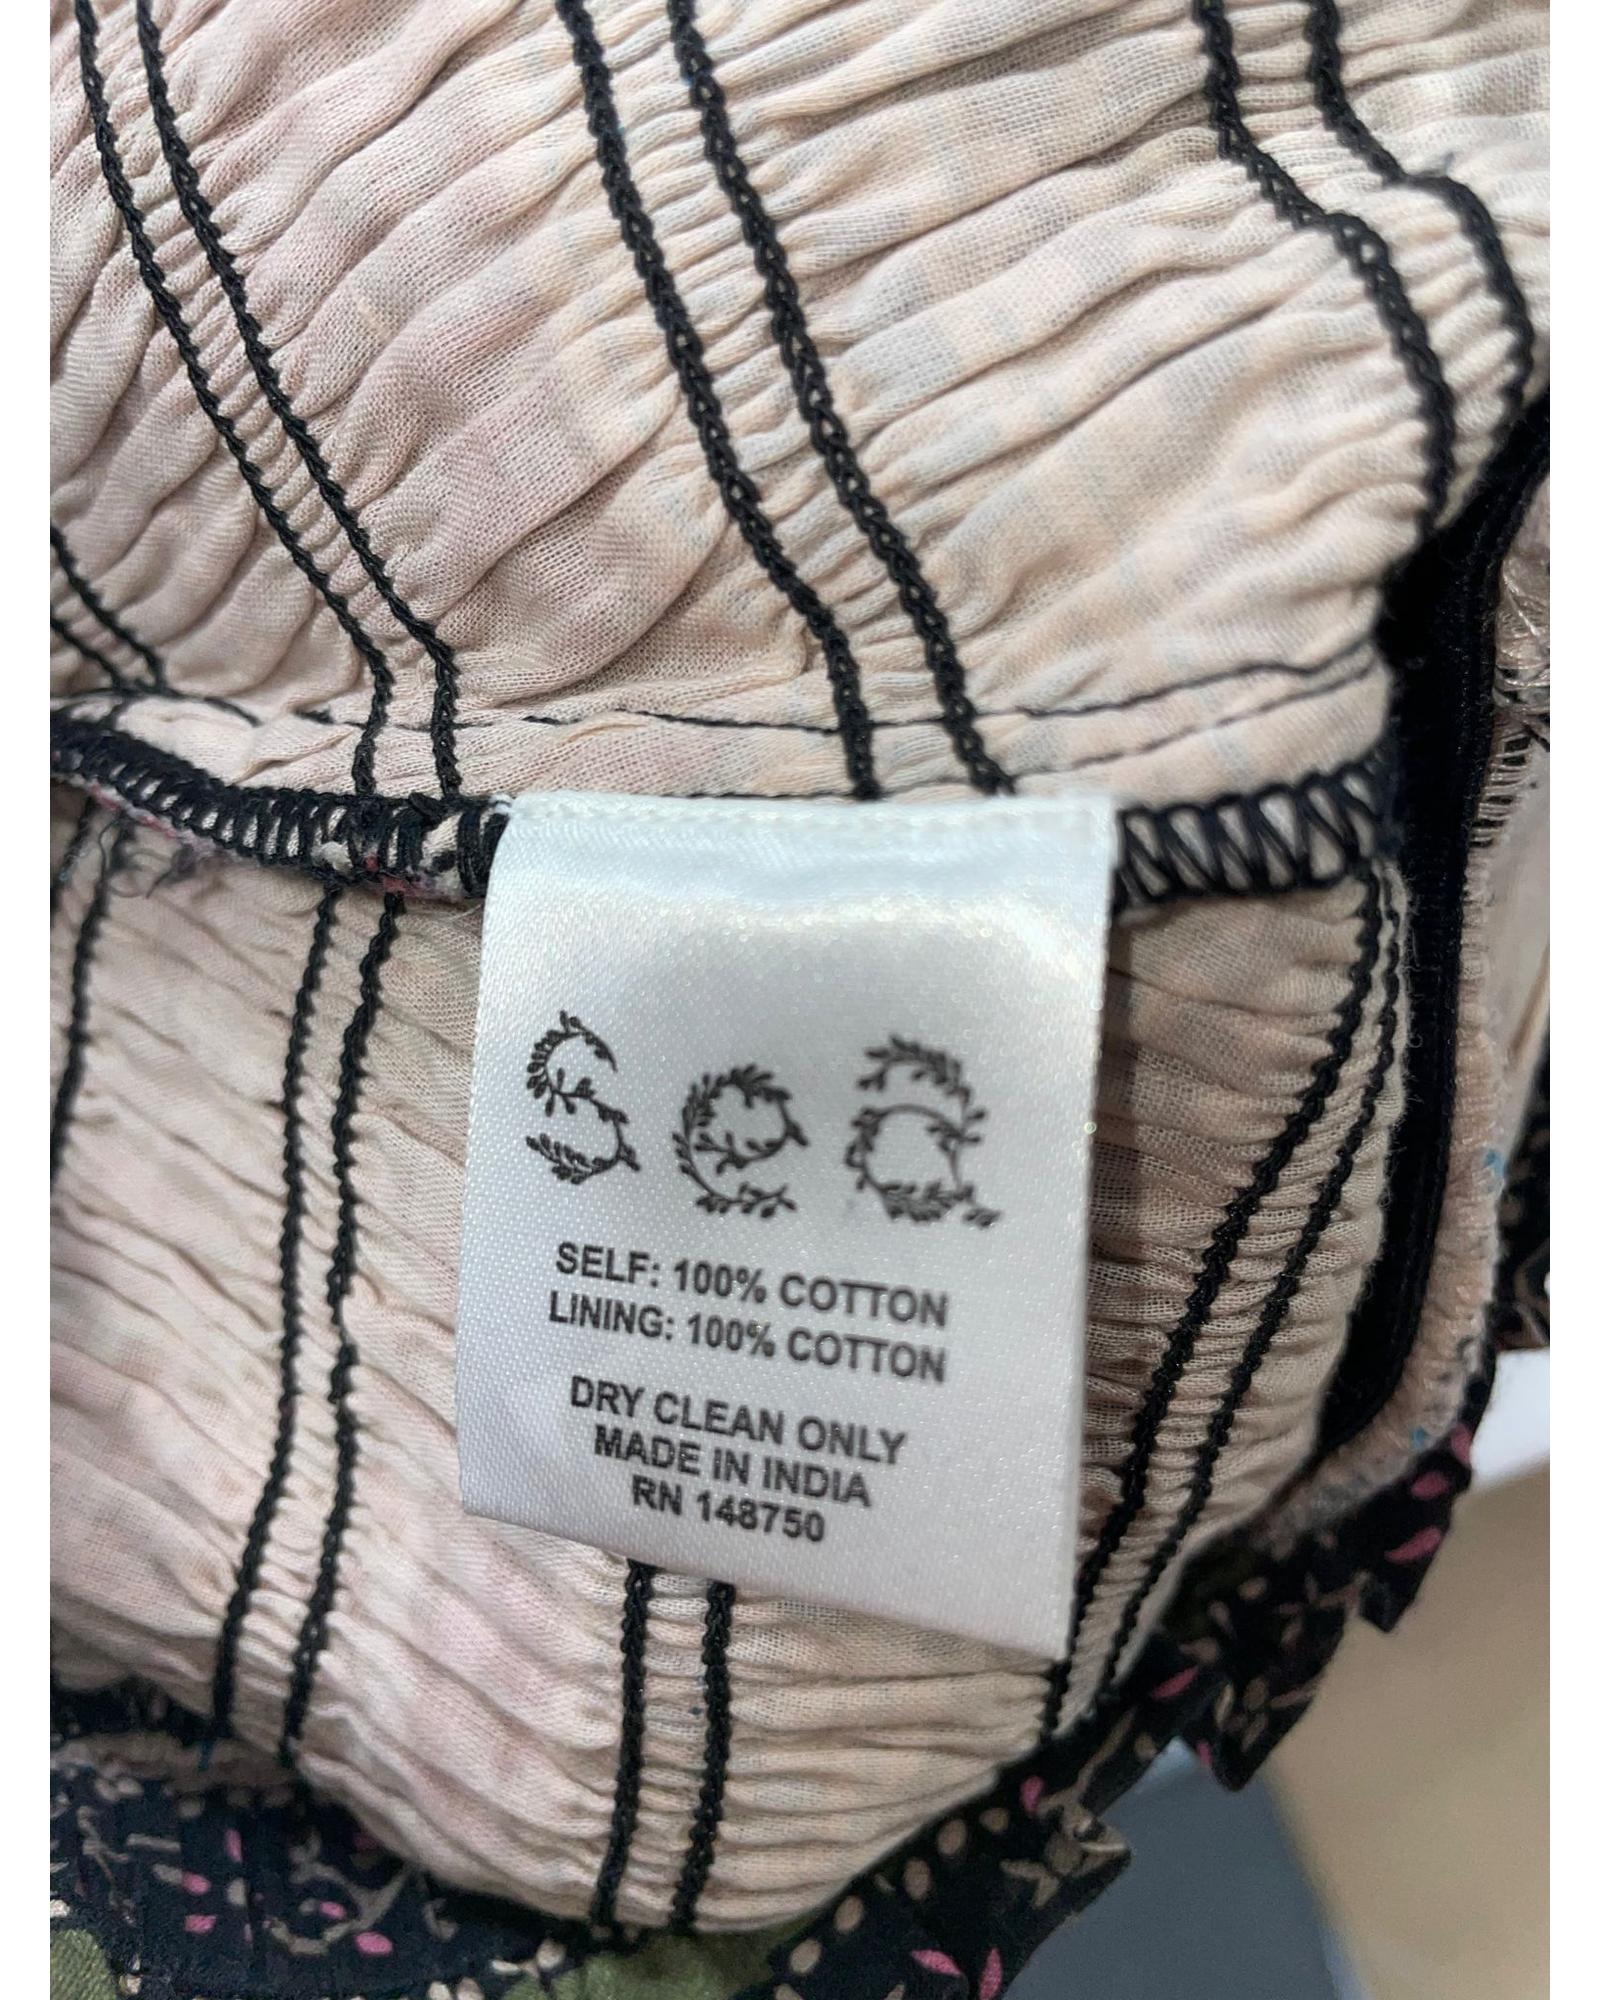 Sea
SELF: 100% COTTON
LINING: 100% COTTON
DRY CLEAN ONLY
MADE IN INDIA
RN 148750